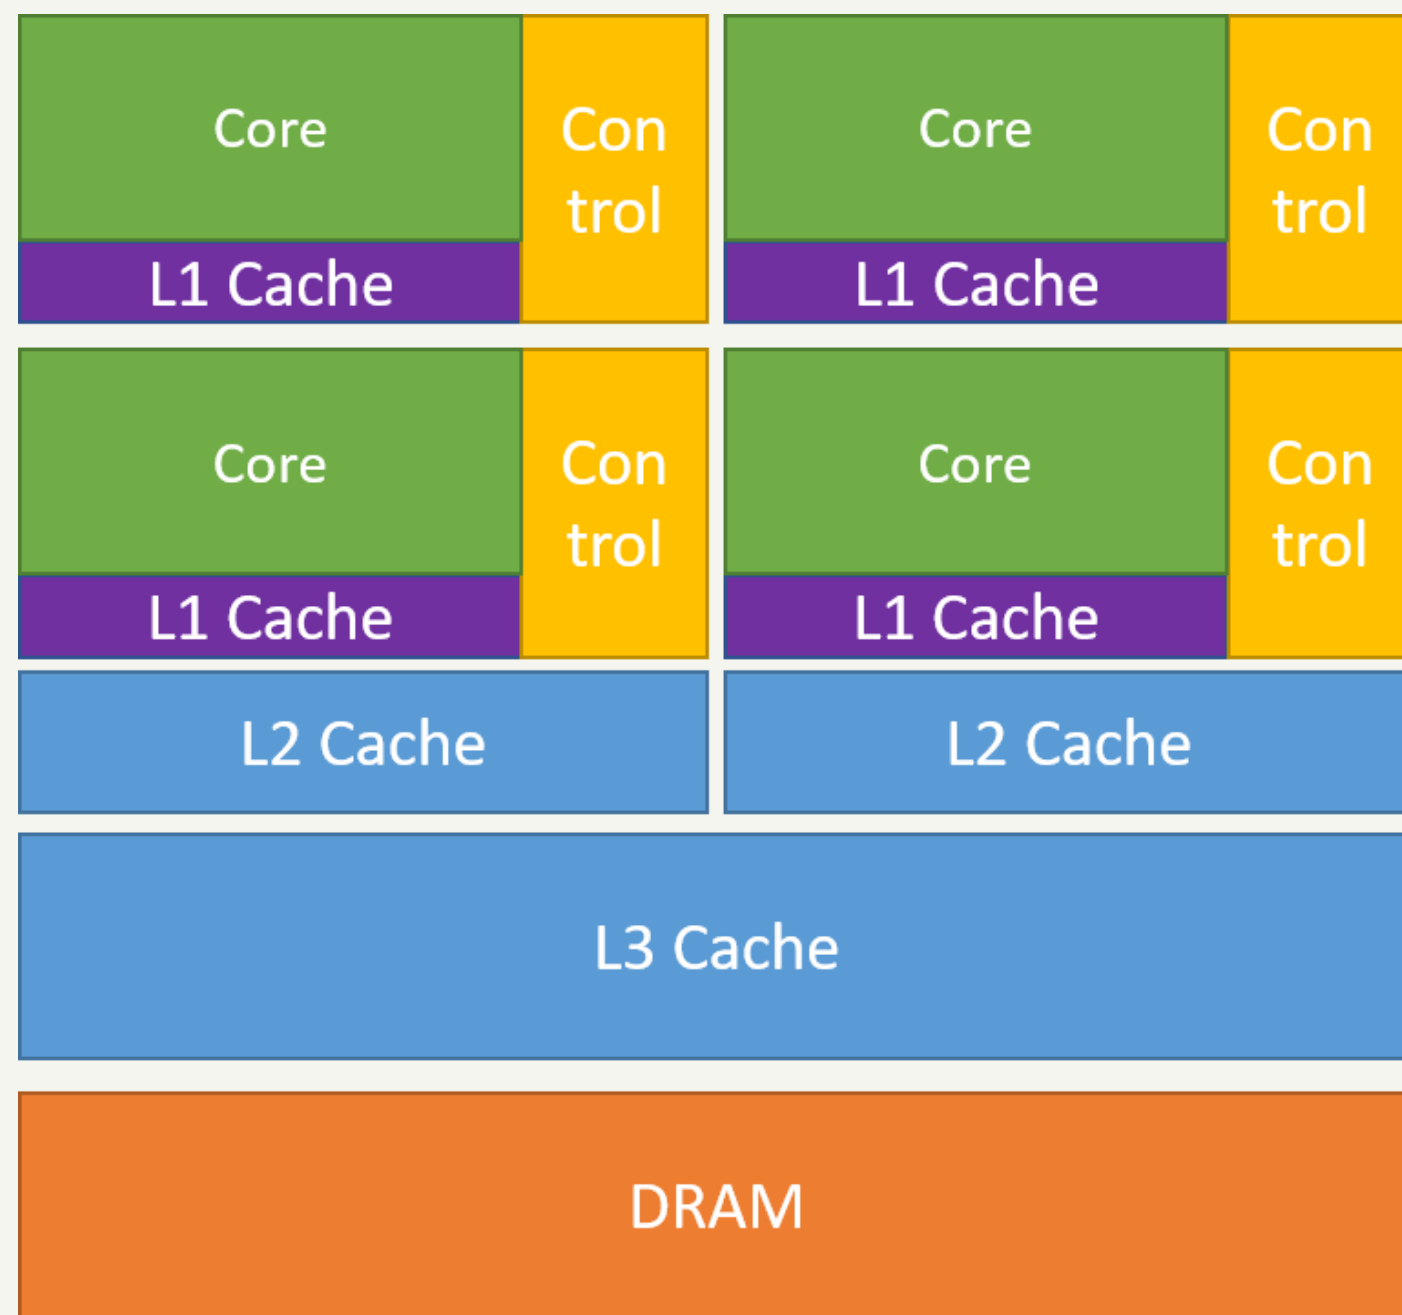 Core
Con
trol
L1 Cache
Core
Con
trol
L1 Cache
Core
Con
trol
L1 Cache
Core
Con
trol
L1 Cache
L2 Cache
L2 Cache
L3 Cache
DRAM